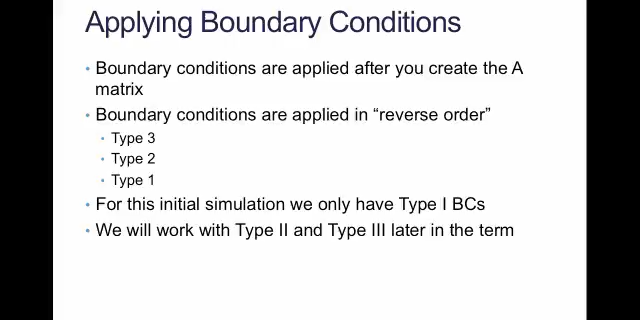 Applying Boundary Conditions
• Boundary conditions are applied after you create the A
matrix
• Boundary conditions are applied in “reverse order”
• Type 3
• Type 2
• Type 1
• For this initial simulation we only have Type I BCs
• We will work with Type II and Type III later in the term